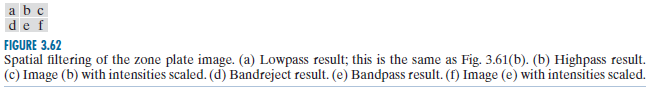 a b c
d e f
FIGURE 3.62
Spatial filtering of the zone plate image. (a) Lowpass result; this is the same as Fig. 3.61(b). (b) Highpass result.
(c) Image (b) with intensities scaled. (d) Bandreject result. (e) Bandpass result. (f) Image (e) with intensities scaled.